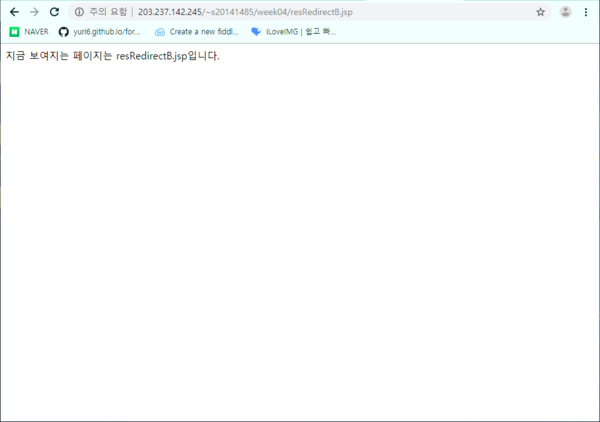 주의 요함 | 203.237.142.245/~s20141485/week04/resRedirectB.jsp
NAVER yuri6.github.io/for... Create a new fiddl... iLoveIMG | 쉽고 빠...
지금 보여지는 페이지는 resRedirectB.jsp입니다.